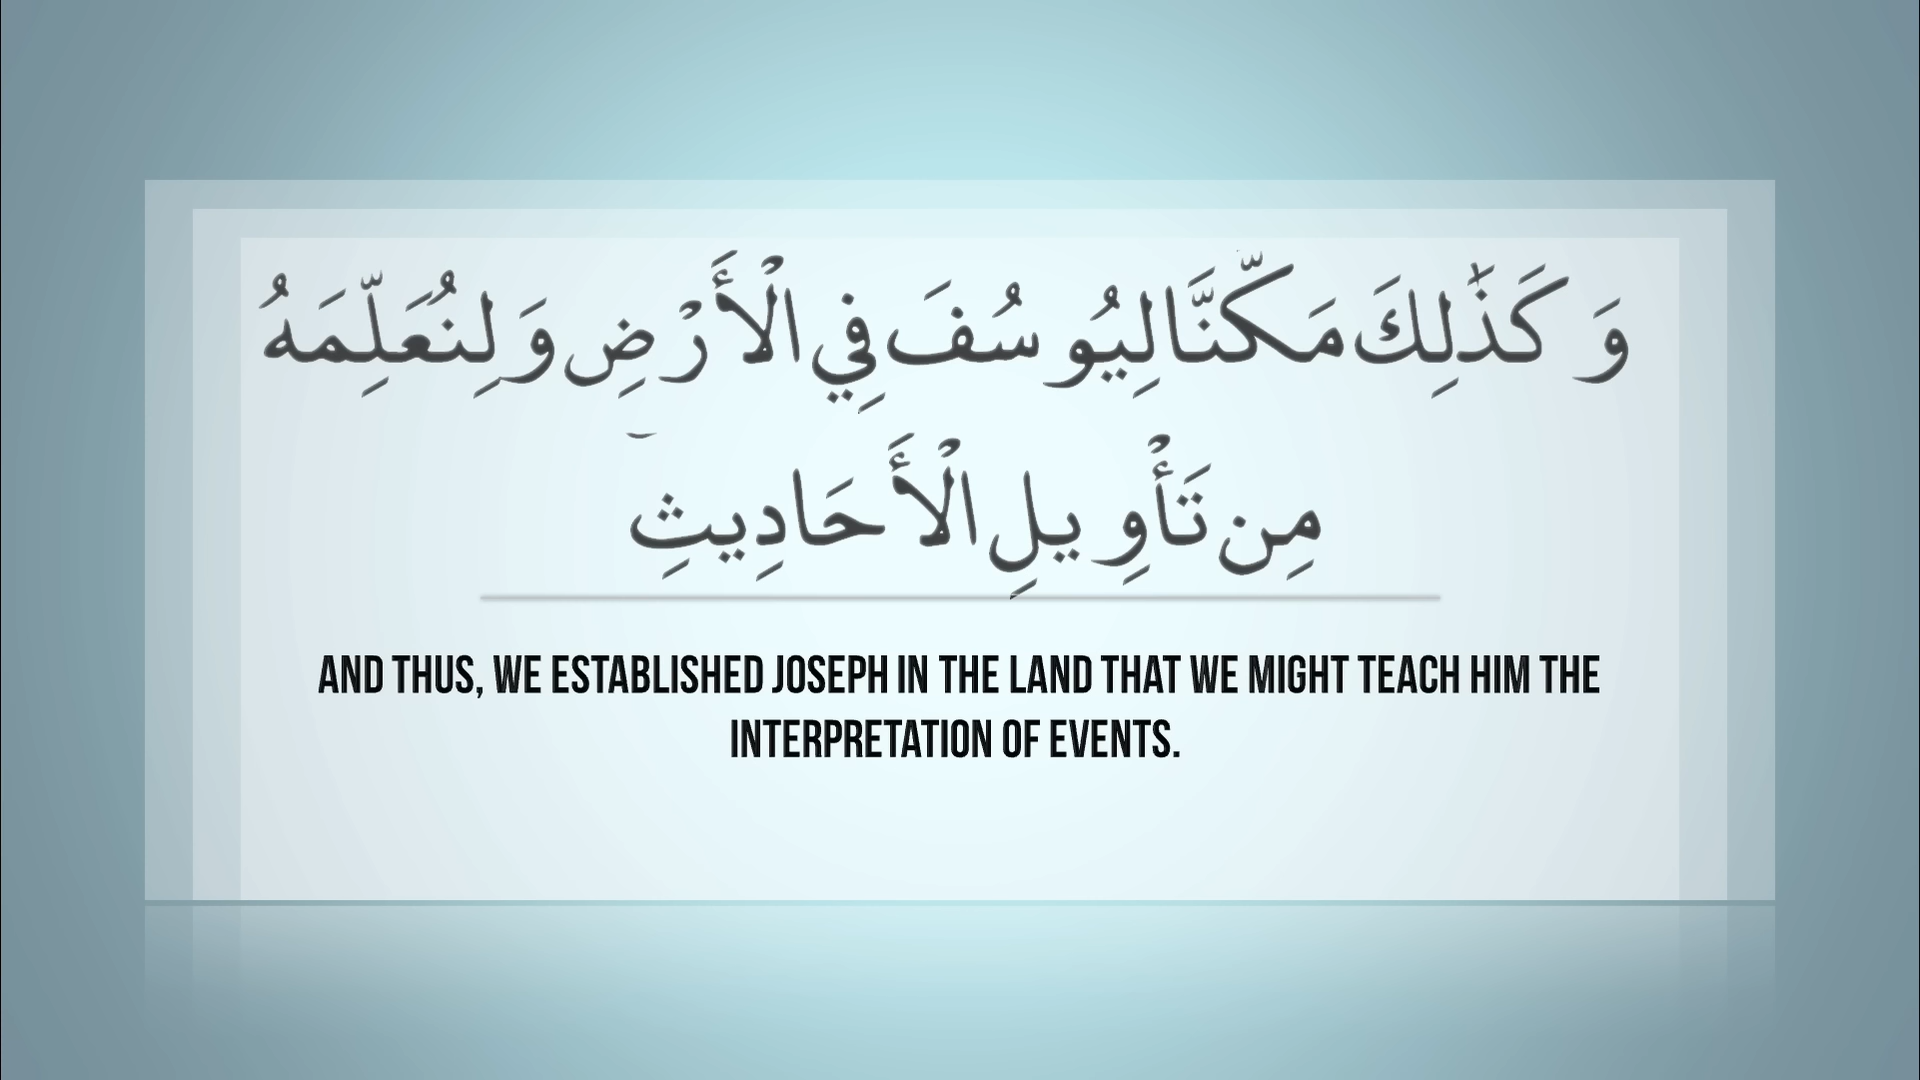 وَكَذَٰلِكَ مَكَّنَّا لِيُوسُفَ فِي الْأَرْضِ وَلِنُعَلِّمَهُ
مِن تَأْوِيلِ الْأَحَادِيثِ ۚ
AND THUS, WE ESTABLISHED JOSEPH IN THE LAND THAT WE MIGHT TEACH HIM THE
INTERPRETATION OF EVENTS.